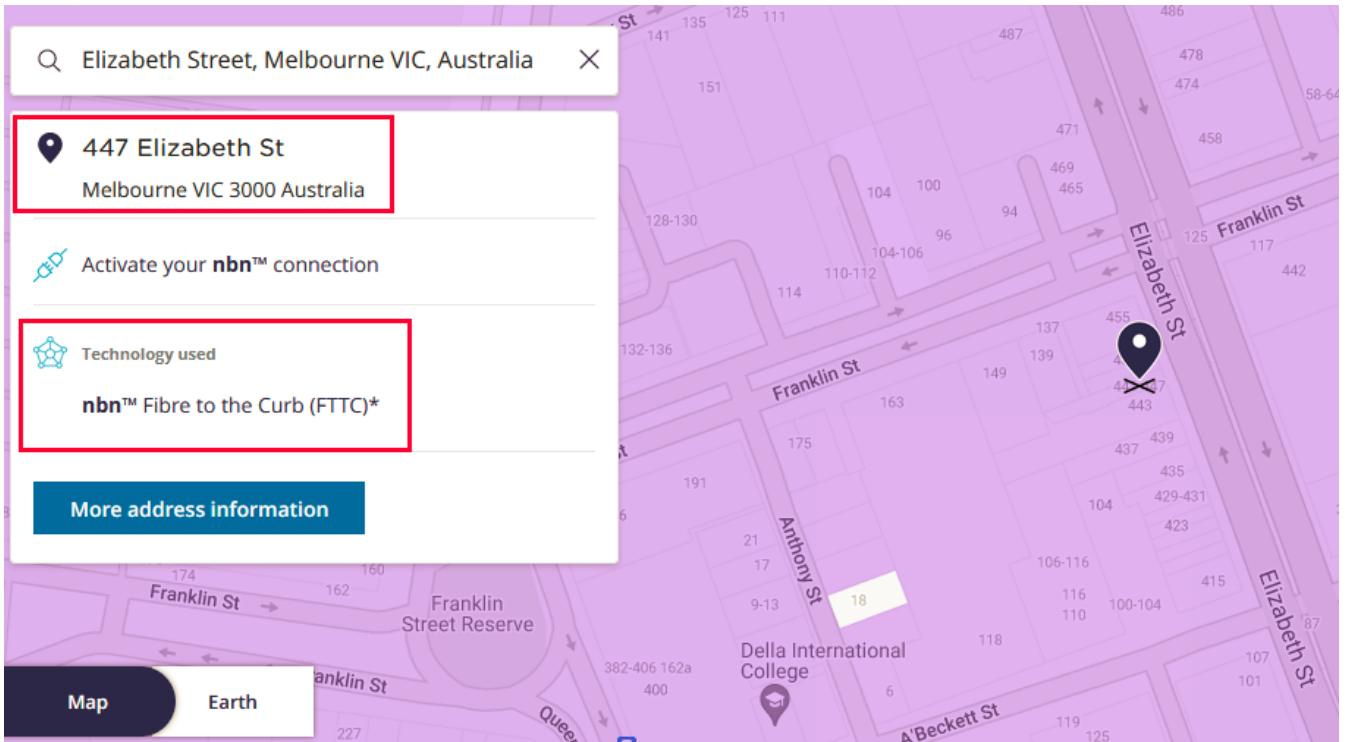 Elizabeth Street, Melbourne VIC, Australia
447 Elizabeth St
Melbourne VIC 3000 Australia
Activate your nbn™ connection
Technology used
nbn™ Fibre to the Curb (FTTC)*
More address information
Map
Earth
St
135
125
111
141
151
487
486
478
474
58-64
471
458
469
465
104
100
94
96
128-130
104-106
110-112
114
Franklin St
125
117
442
Elizabeth St
132-136
137
139
149
455
443
Franklin St
163
175
437
439
435
429-431
423
104
191
21
17
9-13
18
Anthony St
106-116
116
110
100-104
415
Elizabeth St
87
107
101
118
174
160
162
Franklin St
Franklin
Street Reserve
382-406
162a
400
Della International
College
6
A'Beckett St
119
125
227